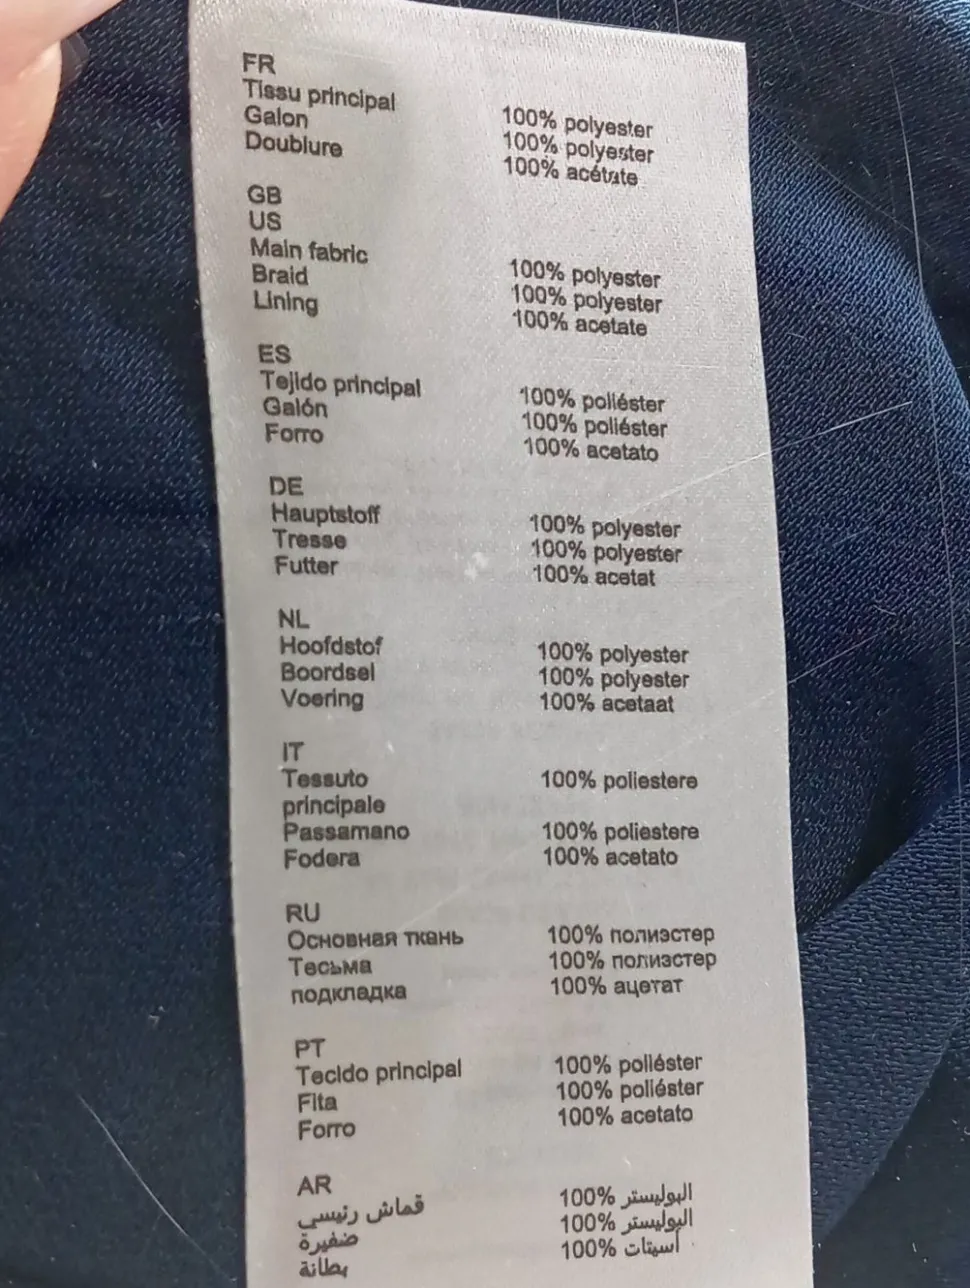 FR
Tissu principal 100% polyester
Galon 100% polyester
Doublure 100% acétate
GB
US
Main fabric 100% polyester
Braid 100% polyester
Lining 100% acetate
ES
Tejido principal 100% poliéster
Galón 100% poliéster
Forro 100% acetato
DE
Hauptstoff 100% polyester
Tresse 100% polyester
Futter 100% acetat
NL
Hoofdstof 100% polyester
Boordsel 100% polyester
Voering 100% acetaat
IT
Tessuto 100% poliestere
principale
Passamano 100% poliestere
Fodera 100% acetato
RU
Основная ткань 100% полиэстер
Тесьма 100% полиэстер
подкладка 100% ацетат
PT
Tecido principal 100% poliéster
Fita 100% poliéster
Forro 100% acetato
AR
قماش رئيسي 100% البوليستر
ضفيرة 100% البوليستر
بطانة 100% أسيتات